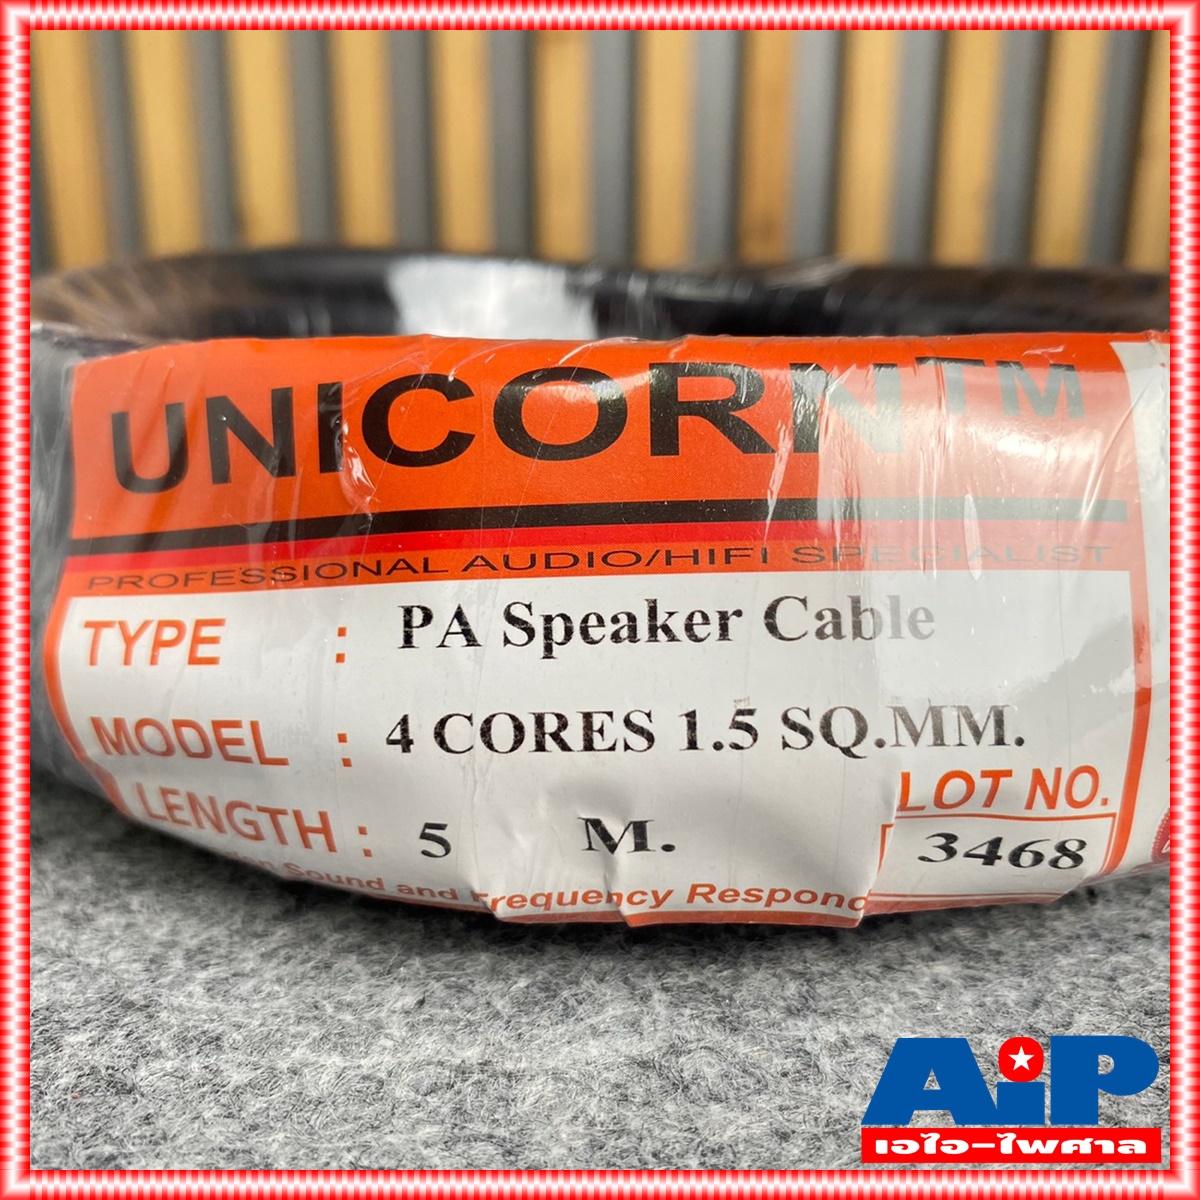 UNICORN™
PROFESSIONAL AUDIO/HIFI SPECIALIST
TYPE : PA Speaker Cable
MODEL : 4 CORES 1.5 SQ.MM.
LENGTH : 5 M.
LOT NO.
3468
Sound and Frequency
AiP
เอไอ-ไพศาล